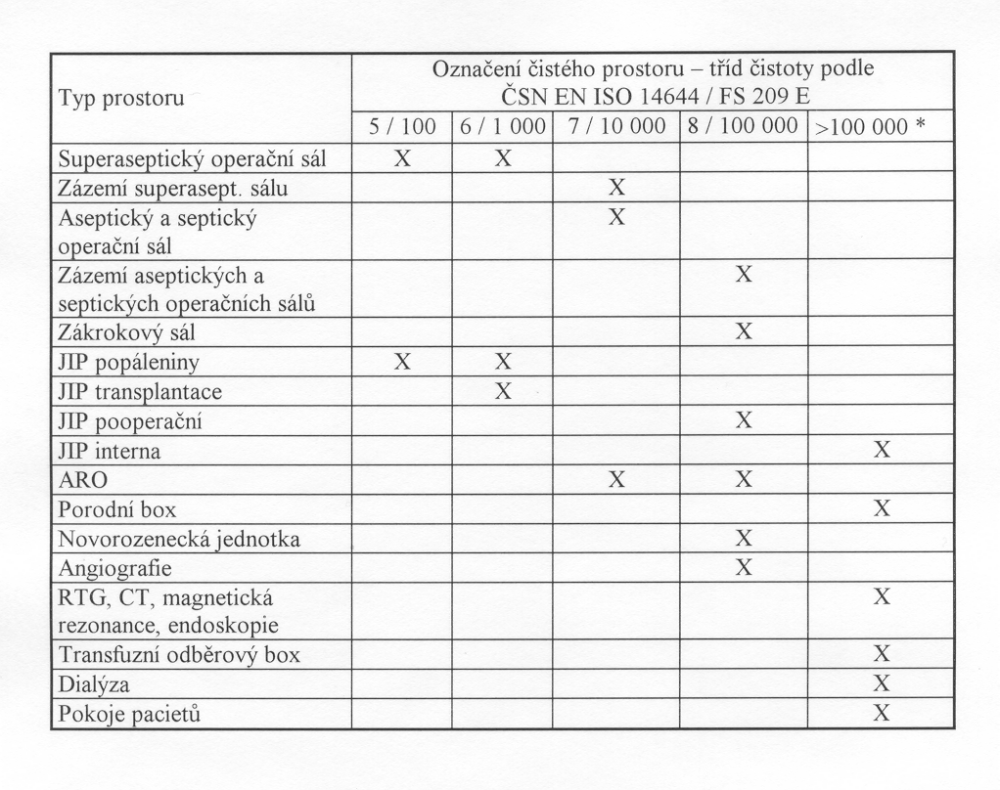 Typ prostoru
Označení čistého prostoru – tříd čistoty podle
ČSN EN ISO 14644 / FS 209 E
5 / 100 6 / 1 000 7 / 10 000 8 / 100 000 >100 000 *
Superaseptický operační sál X X
Zázemí superasept. sálu X
Aseptický a septický X
operační sál
Zázemí aseptických a X
septických operačních sálů
Zákrokový sál X
JIP popáleniny X X
JIP transplantace X
JIP pooperační X
JIP interna X
ARO X X
Porodní box X
Novorozenecká jednotka X
Angiografie X
RTG, CT, magnetická X
rezonance, endoskopie
Transfuzní odběrový box X
Dialýza X
Pokoje pacietů X